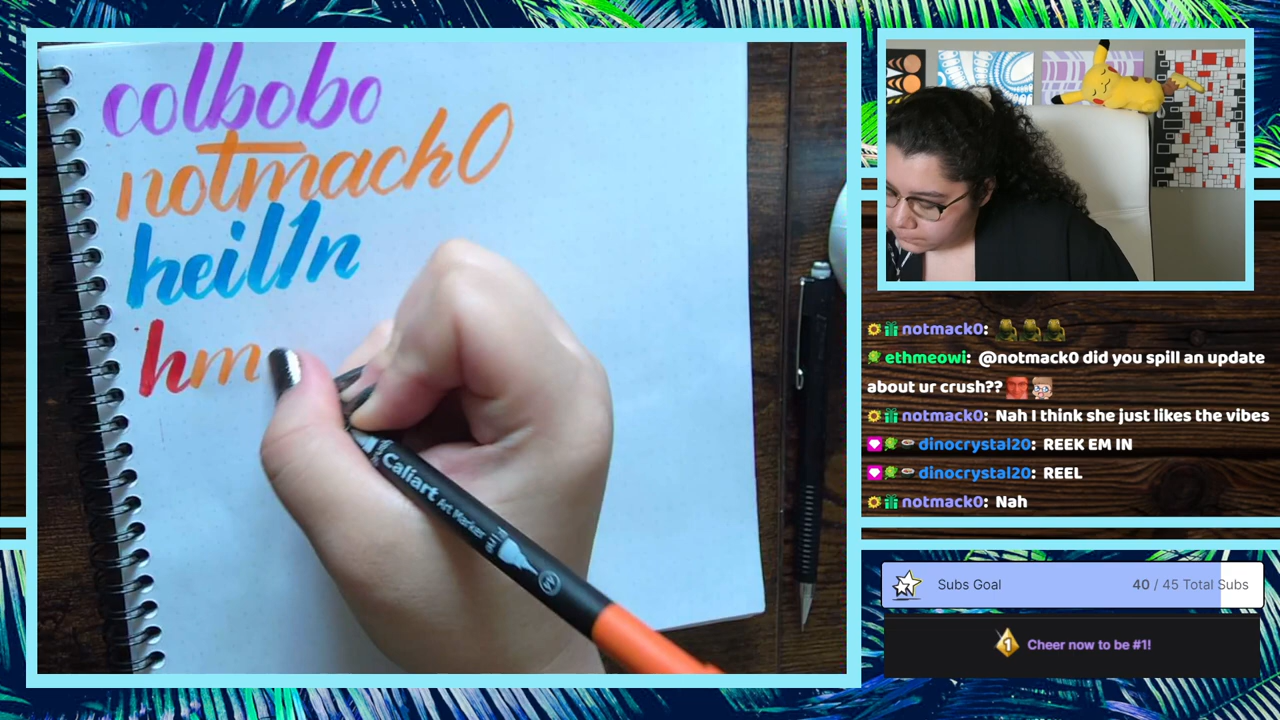 colbobo
notmack0
heil1n
hm
Caliart
Art Marker
notmack0:
ethmeowi: @notmack0 did you spill an update
about ur crush??
notmack0: Nah I think she just likes the vibes
dinocrystal20: REEK EM IN
dinocrystal20: REEL
notmack0: Nah
Subs Goal
40 / 45 Total Subs
1
Cheer now to be #1!